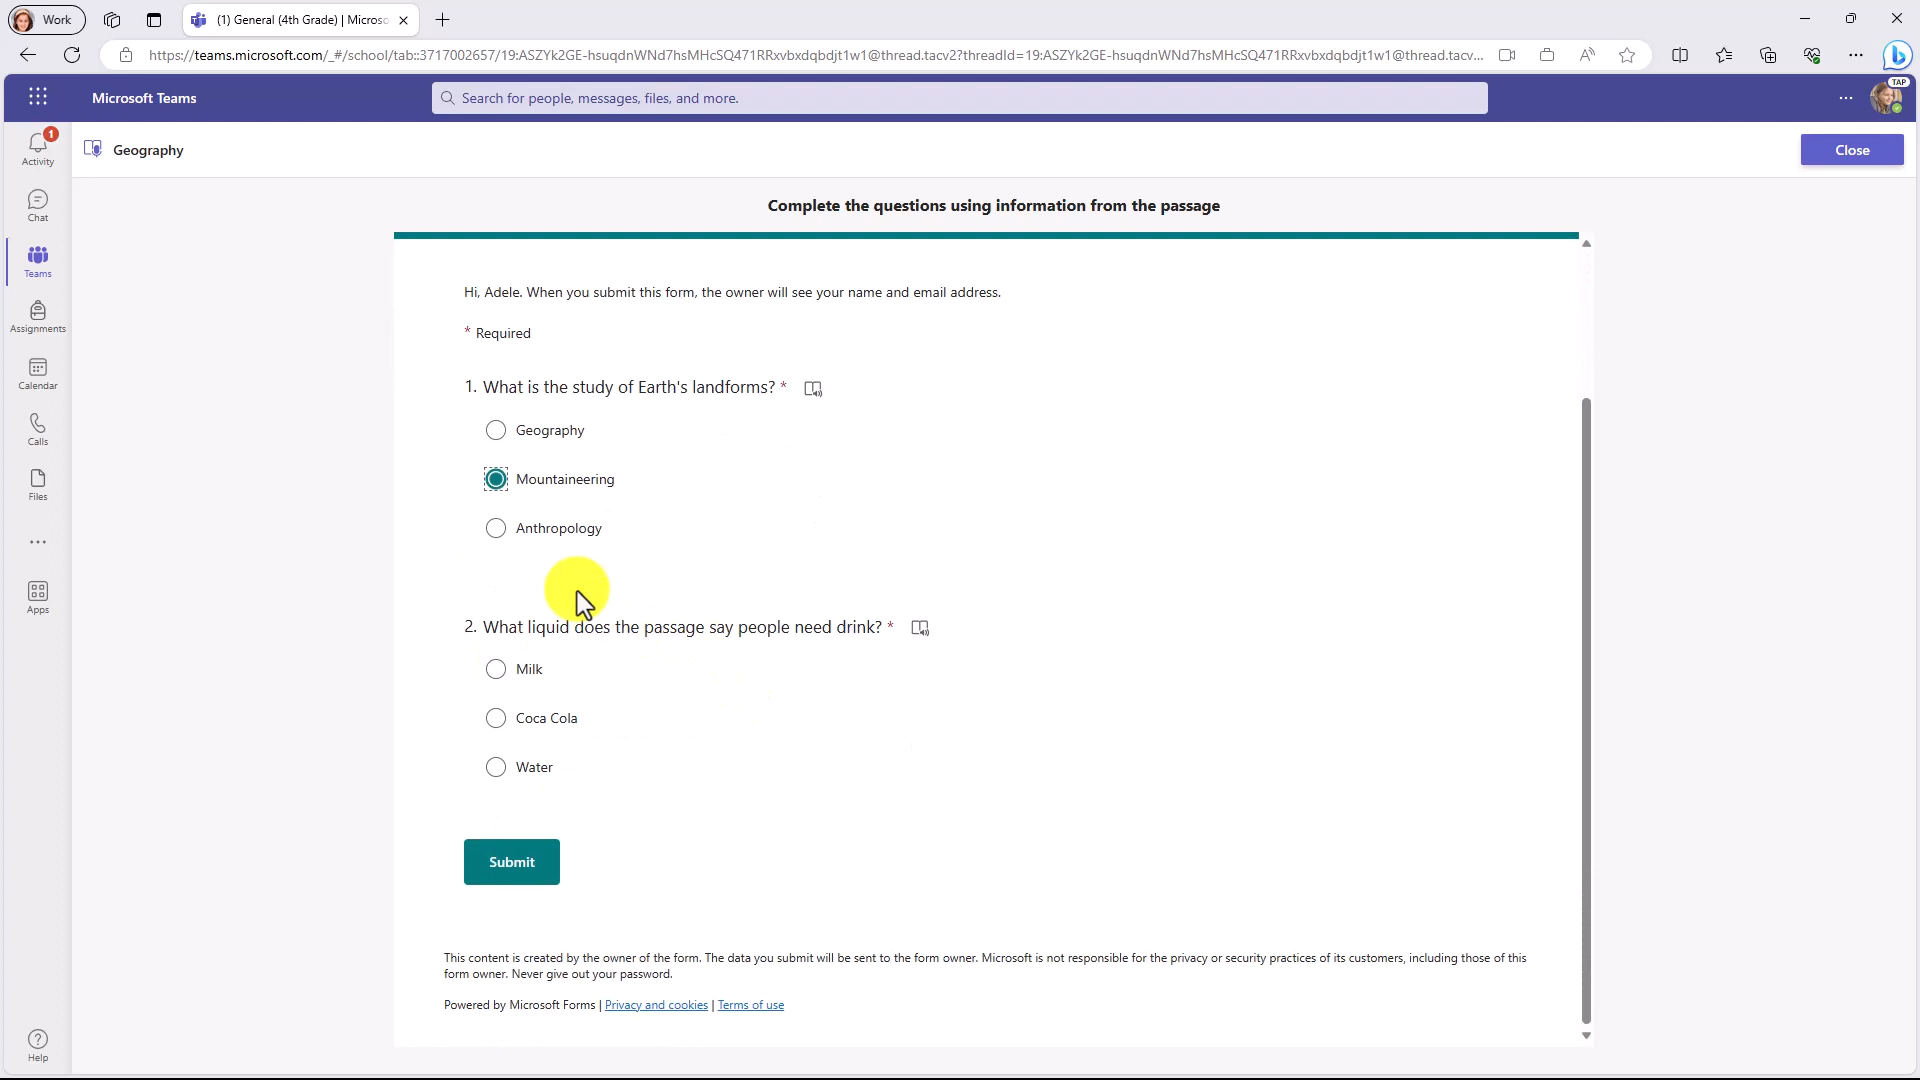 Work
(1) General (4th Grade) | Microso
https://teams.microsoft.com/_#/school/tab::3717002657/19:ASZYk2GE-hsuqdnWNd7hsMHcSQ471RRxvbxdqbdjt1w1@thread.tacv2?threadId=19:ASZYk2GE-hsuqdnWNd7hsMHcSQ471RRxvbxdqbdjt1w1@thread.tacv...
Microsoft Teams
Search for people, messages, files, and more.
TAP
1
Activity
Chat
Teams
Assignments
Calendar
Calls
Files
Apps
Help
Geography
Close
Complete the questions using information from the passage
Hi, Adele. When you submit this form, the owner will see your name and email address.
* Required
1. What is the study of Earth's landforms? *
Geography
Mountaineering
Anthropology
2. What liquid does the passage say people need drink? *
Milk
Coca Cola
Water
Submit
This content is created by the owner of the form. The data you submit will be sent to the form owner. Microsoft is not responsible for the privacy or security practices of its customers, including those of this
form owner. Never give out your password.
Powered by Microsoft Forms | Privacy and cookies | Terms of use